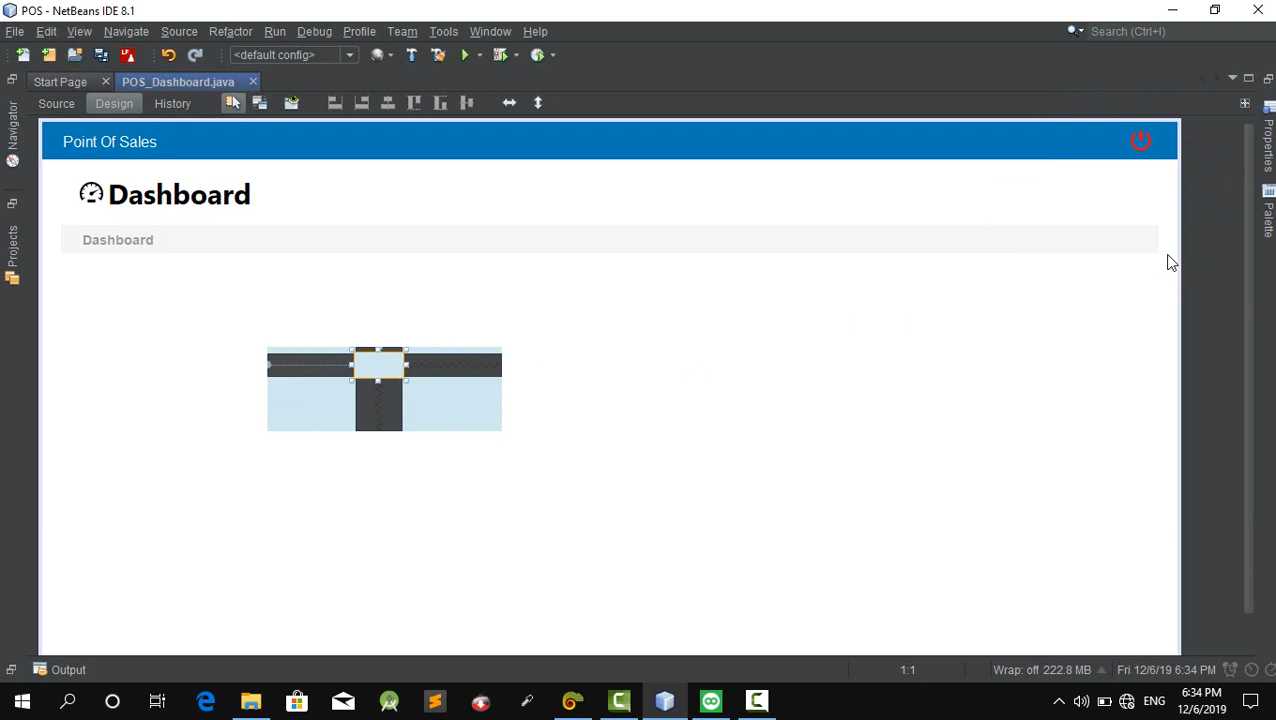 POS - NetBeans IDE 8.1
File Edit View Navigate Source Refactor Run Debug Profile Team Tools Window Help
Search (Ctrl+I)
<default config>
Start Page
POS_Dashboard.java
Source Design History
Navigator
Projects
Properties
Palette
Point Of Sales
Dashboard
Dashboard
Output
1:1
Wrap: off 222.8 MB
Fri 12/6/19 6:34 PM
ENG
6:34 PM
12/6/2019